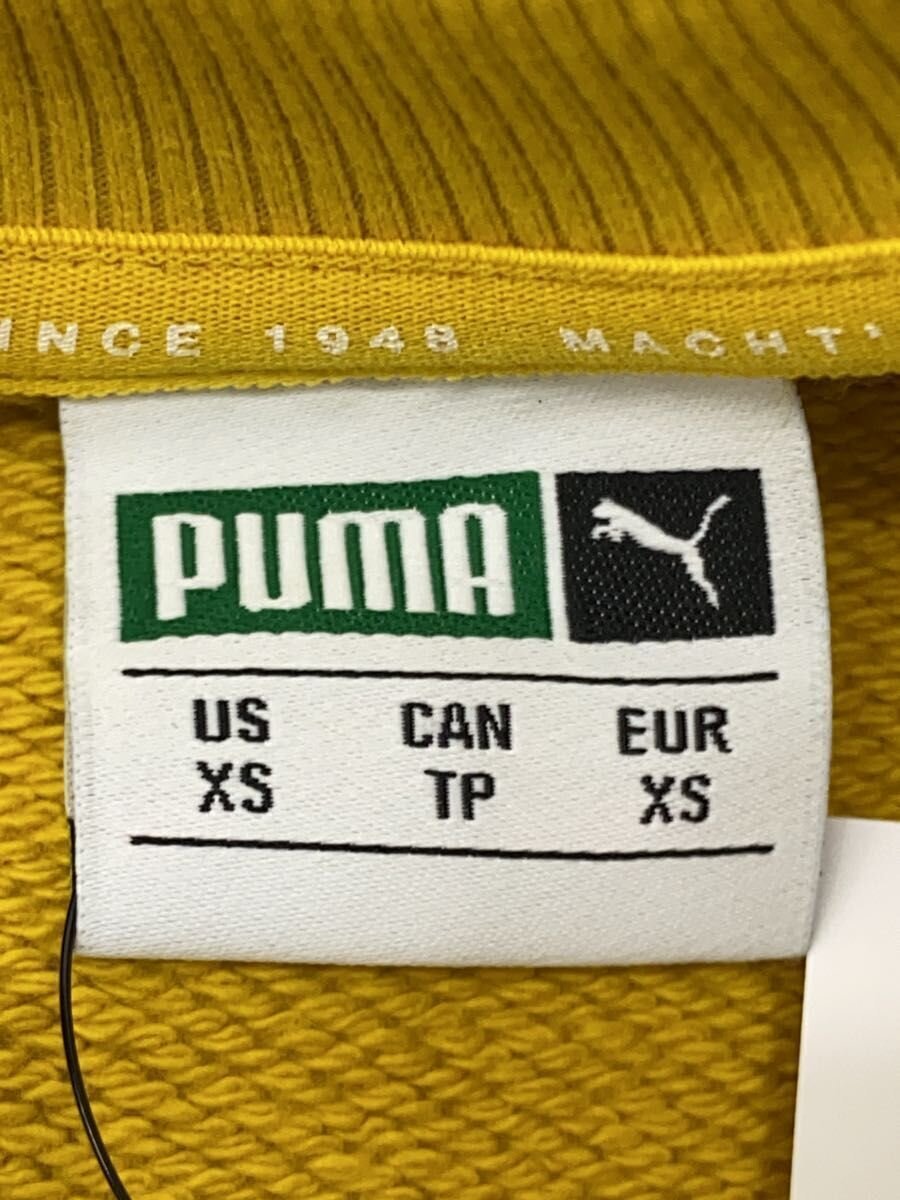 INCE 1948 MACHT'
PUMA
US CAN EUR
XS TP XS